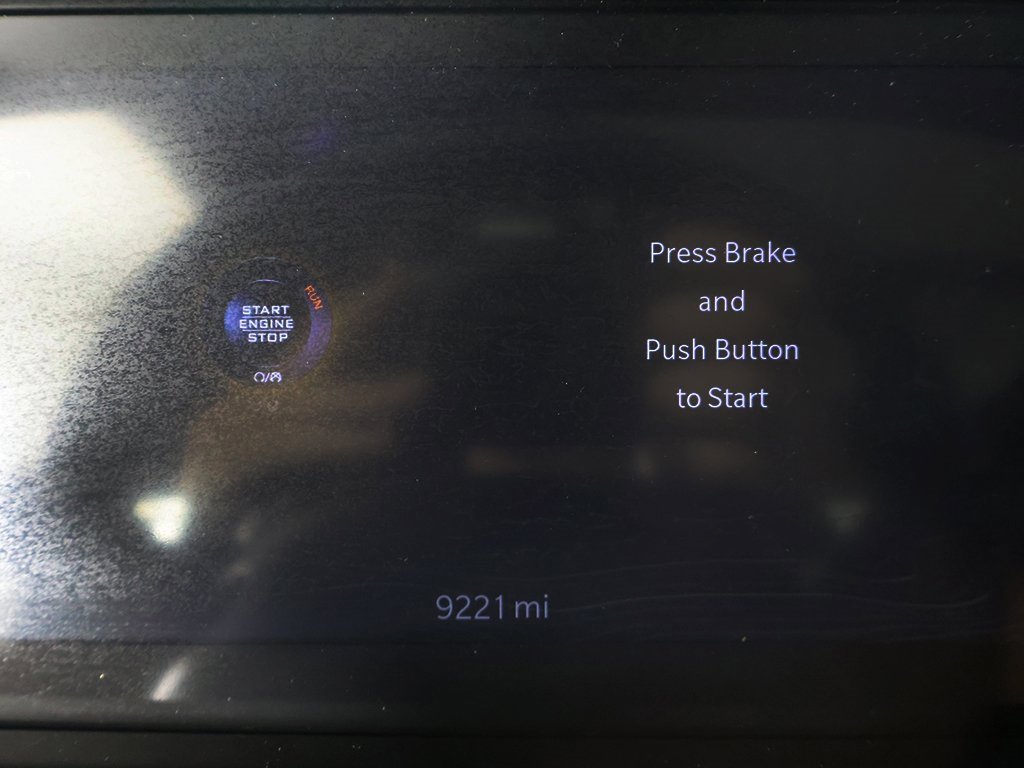 START
ENGINE
STOP
RUN
Press Brake
and
Push Button
to Start
9221 mi